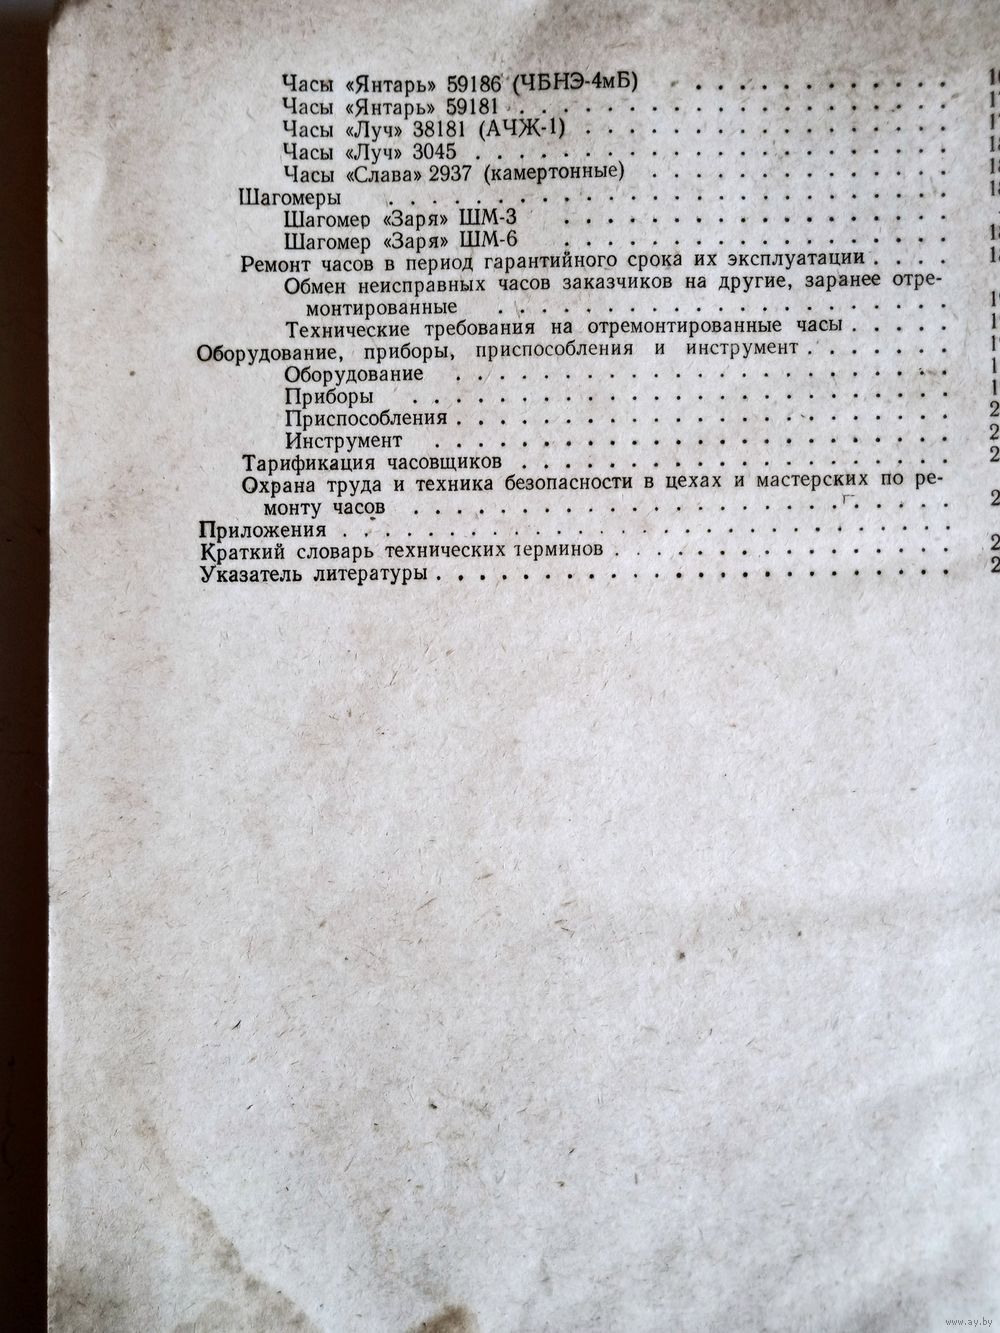 Часы «Янтарь» 59186 (ЧБНЭ-4мБ) . . . . . . . . . . . .
Часы «Янтарь» 59181 . . . . . . . . . . . . . . . .
Часы «Луч» 38181 (АЧЖ-1) . . . . . . . . . . . . . .
Часы «Луч» 3045 . . . . . . . . . . . . . . . . . .
Часы «Слава» 2937 (камертонные) . . . . . . . . . . . .
Шагомеры . . . . . . . . . . . . . . . . . . . .
Шагомер «Заря» ШМ-3 . . . . . . . . . . . . . . .
Шагомер «Заря» ШМ-6 . . . . . . . . . . . . . . .
Ремонт часов в период гарантийного срока их эксплуатации . . . .
Обмен неисправных часов заказчиков на другие, заранее отре-
монтированные . . . . . . . . . . . . . . . . .
Технические требования на отремонтированные часы . . . . .
Оборудование, приборы, приспособления и инструмент . . . . . . .
Оборудование . . . . . . . . . . . . . . . . . . .
Приборы . . . . . . . . . . . . . . . . . . . .
Приспособления . . . . . . . . . . . . . . . . . . .
Инструмент . . . . . . . . . . . . . . . . . . .
Тарификация часовщиков . . . . . . . . . . . . . . . .
Охрана труда и техника безопасности в цехах и мастерских по ре-
монту часов . . . . . . . . . . . . . . . . . . .
Приложения . . . . . . . . . . . . . . . . . . . . . .
Краткий словарь технических терминов . . . . . . . . . . . . .
Указатель литературы . . . . . . . . . . . . . . . . . . . .
www.ay.by